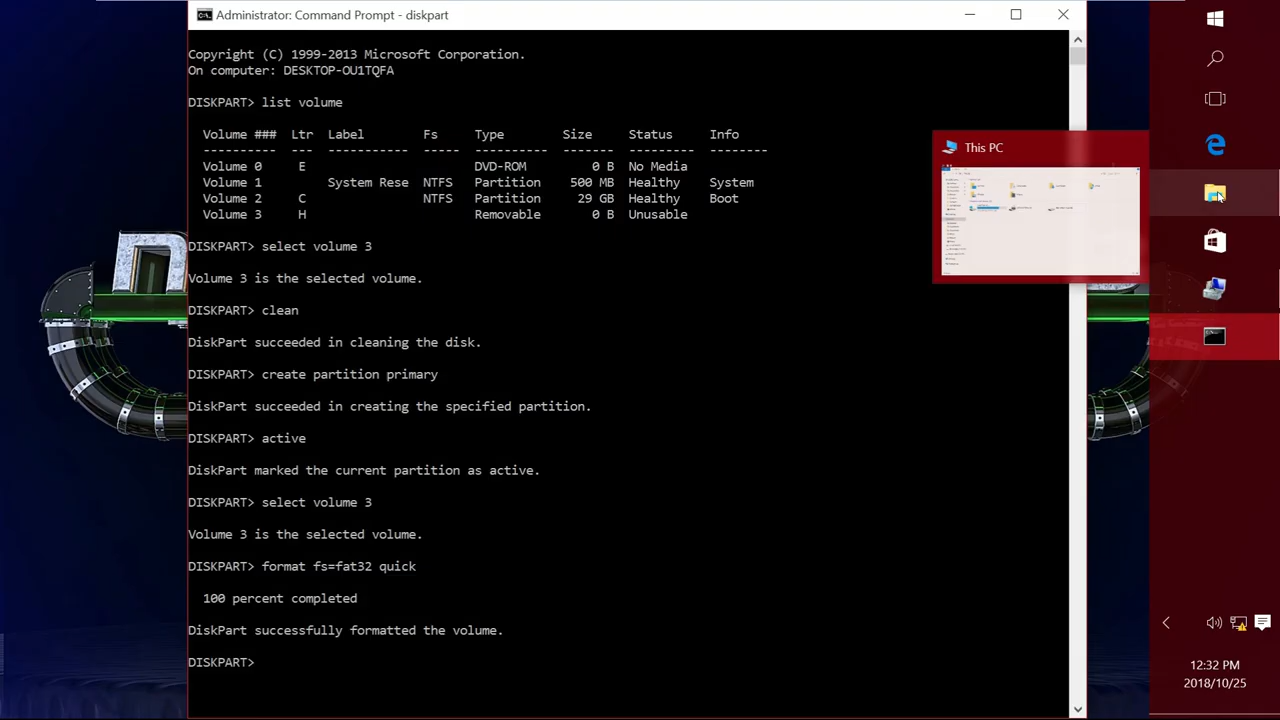 Administrator: Command Prompt - diskpart
Copyright (C) 1999-2013 Microsoft Corporation.
On computer: DESKTOP-OU1TQFA
DISKPART> list volume
Volume ### Ltr Label Fs Type Size Status Info
---------- --- ----------- ----- ---------- ------- --------- --------
Volume 0 E DVD-ROM 0 B No Media
Volume 1 System Rese NTFS Partition 500 MB Healthy System
Volume 2 C NTFS Partition 29 GB Healthy Boot
Volume 3 H Removable 0 B Unusable
DISKPART> select volume 3
Volume 3 is the selected volume.
DISKPART> clean
DiskPart succeeded in cleaning the disk.
DISKPART> create partition primary
DiskPart succeeded in creating the specified partition.
DISKPART> active
DiskPart marked the current partition as active.
DISKPART> select volume 3
Volume 3 is the selected volume.
DISKPART> format fs=fat32 quick
100 percent completed
DiskPart successfully formatted the volume.
DISKPART>
This PC
12:32 PM
2018/10/25